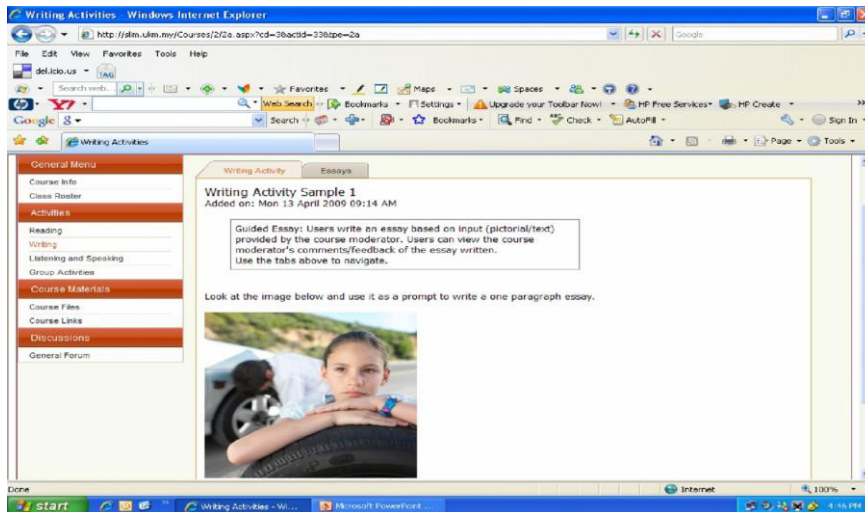 Writing Activities - Windows Internet Explorer
http://slim.ukm.my/Courses/2/2a.aspx?cd=38actid=338tpe=2a
Google
File Edit View Favorites Tools Help
del.icio.us TAG
Search web... Favorites Maps Spaces
Web Search Bookmarks Settings Upgrade your Toolbar Now! HP Free Services HP Create
Google Search Bookmarks Find Check AutoFill Sign In
Writing Activities Page Tools
General Menu
Course Info
Class Roster
Activities
Reading
Writing
Listening and Speaking
Group Activities
Course Materials
Course Files
Course Links
Discussions
General Forum
Writing Activity Essays
Writing Activity Sample 1
Added on: Mon 13 April 2009 09:14 AM
Guided Essay: Users write an essay based on input (pictorial/text)
provided by the course moderator. Users can view the course
moderator's comments/feedback of the essay written.
Use the tabs above to navigate.
Look at the image below and use it as a prompt to write a one paragraph essay.
Done Internet 100%
start Writing Activities - Wi... Microsoft PowerPoint ... 4:46 PM